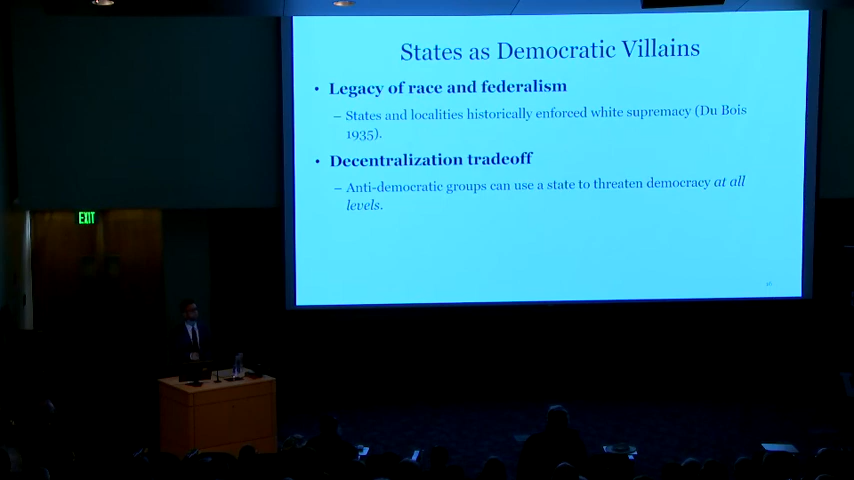 States as Democratic Villains
• Legacy of race and federalism
– States and localities historically enforced white supremacy (Du Bois
1935).
• Decentralization tradeoff
– Anti-democratic groups can use a state to threaten democracy at all
levels.
EXIT